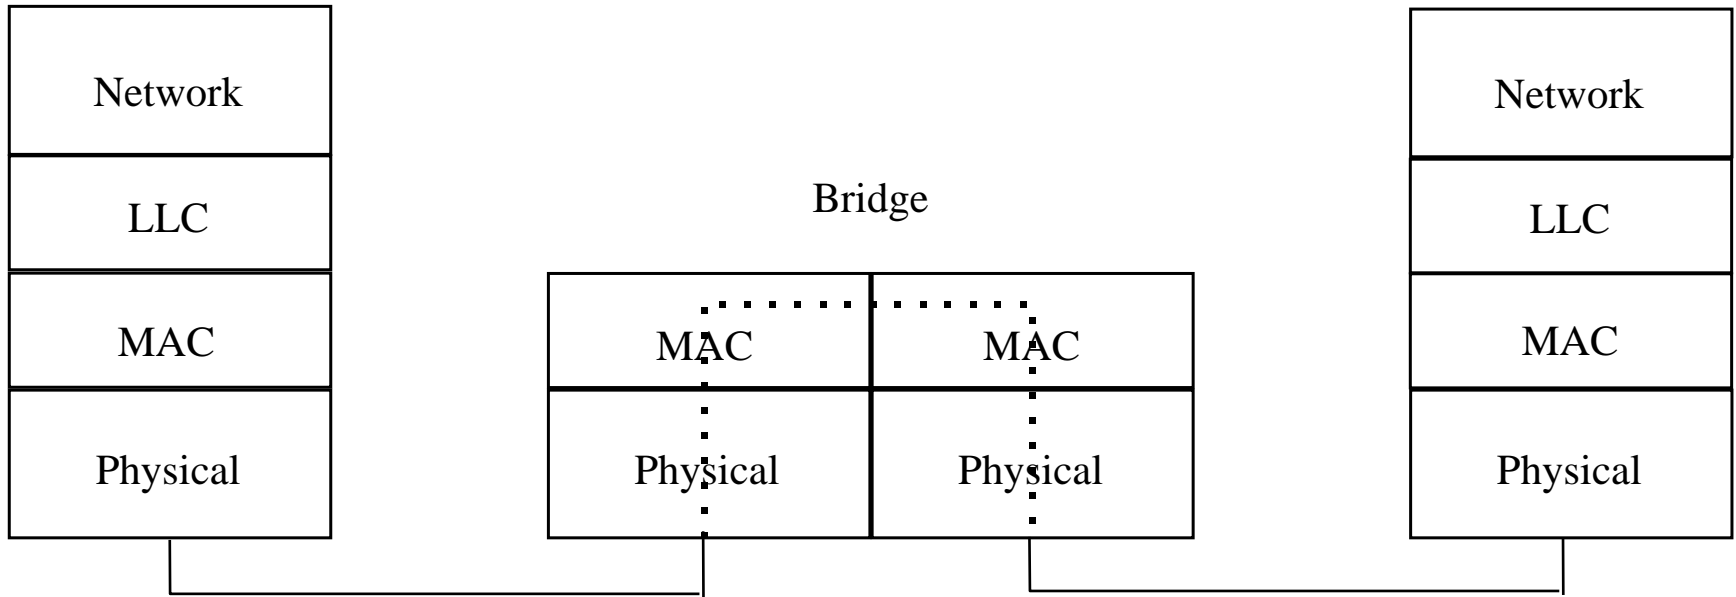 Network
LLC
MAC
Physical
Bridge
MAC
MAC
Physical
Physical
Network
LLC
MAC
Physical